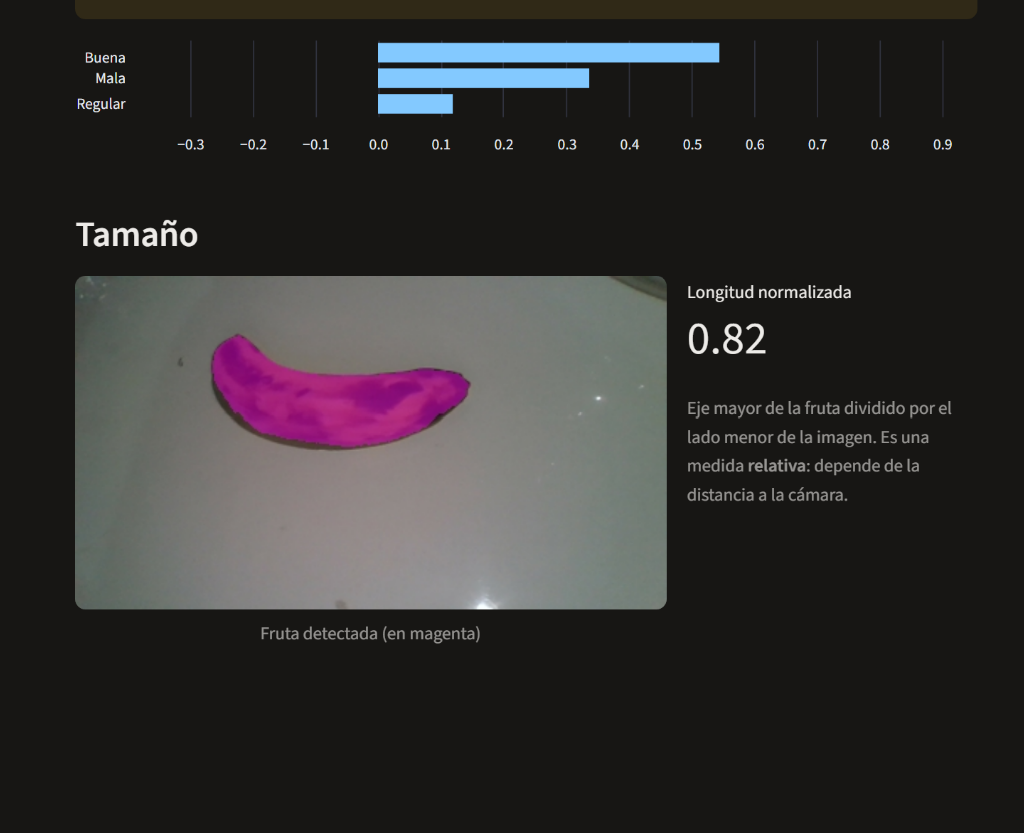 Buena
Mala
Regular
−0.3 −0.2 −0.1 0.0 0.1 0.2 0.3 0.4 0.5 0.6 0.7 0.8 0.9
Tamaño
Longitud normalizada
0.82
Eje mayor de la fruta dividido por el
lado menor de la imagen. Es una
medida relativa: depende de la
distancia a la cámara.
Fruta detectada (en magenta)